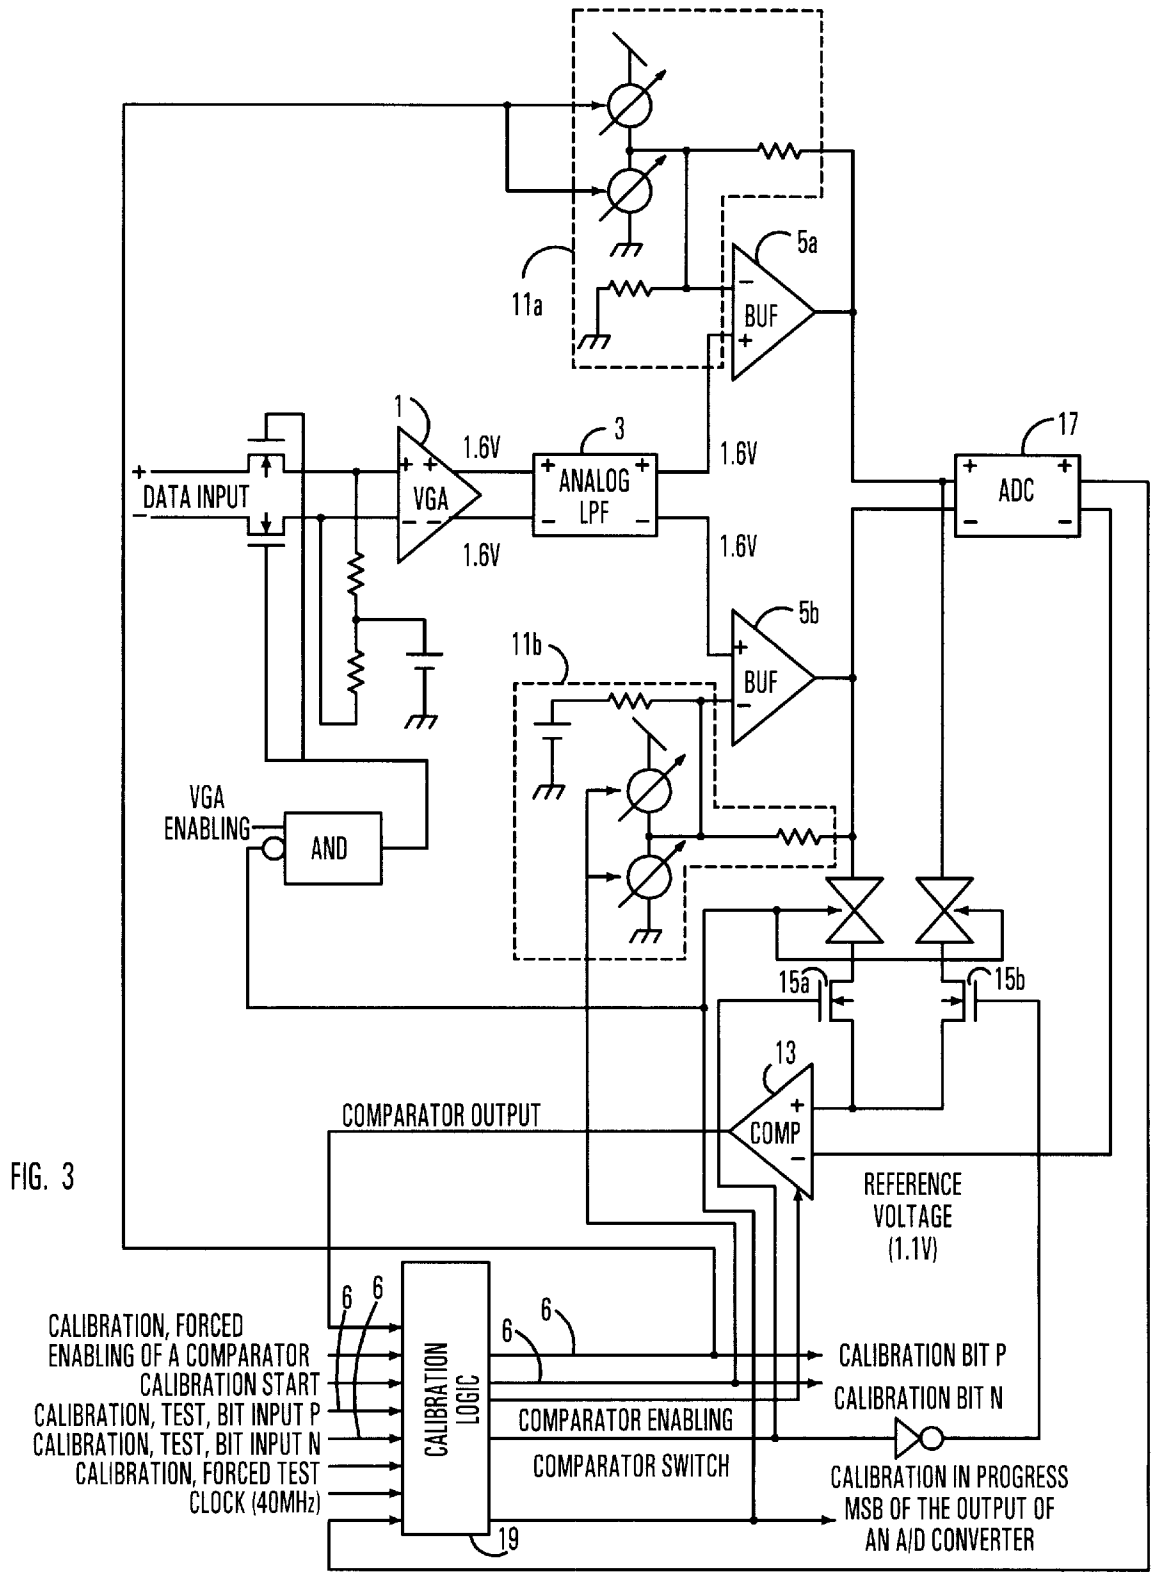 11a
5a
BUF
−
+
1
3
17
1.6V
1.6V
+
DATA INPUT
−
+ +
VGA
− −
+ +
ANALOG
LPF
− −
+ +
ADC
− −
1.6V
1.6V
5b
11b
+
BUF
−
VGA
ENABLING
AND
15a
15b
13
+
COMP
−
COMPARATOR OUTPUT
FIG. 3
REFERENCE
VOLTAGE
(1.1V)
6
6
6
6
CALIBRATION, FORCED
ENABLING OF A COMPARATOR
CALIBRATION START
CALIBRATION, TEST, BIT INPUT P
CALIBRATION, TEST, BIT INPUT N
CALIBRATION, FORCED TEST
CLOCK (40MHz)
CALIBRATION
LOGIC
19
CALIBRATION BIT P
CALIBRATION BIT N
COMPARATOR ENABLING
COMPARATOR SWITCH
CALIBRATION IN PROGRESS
MSB OF THE OUTPUT OF
AN A/D CONVERTER